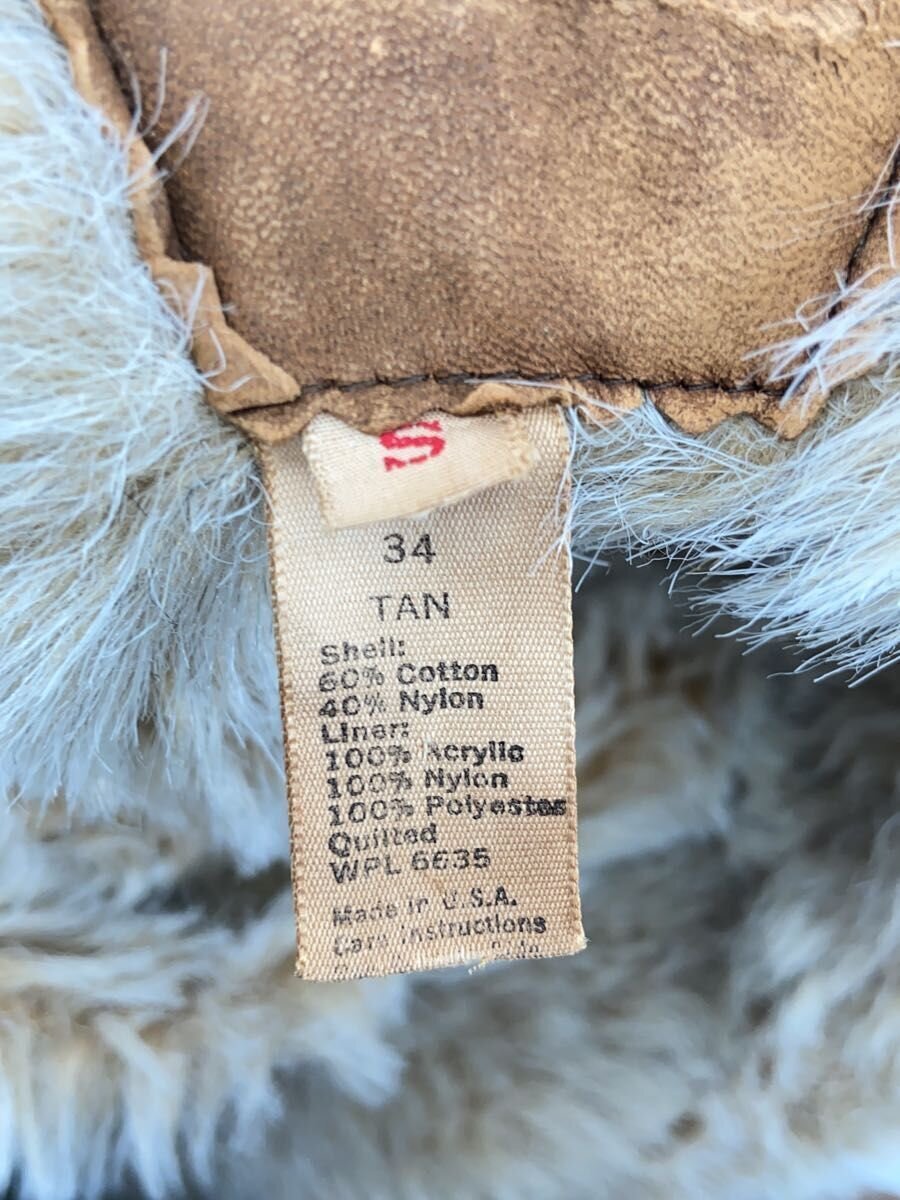 S
34
TAN
Shell:
60% Cotton
40% Nylon
Liner:
100% Acrylic
100% Nylon
100% Polyester
Quilted
WPL 6635
Made in U.S.A.
Care Instructions